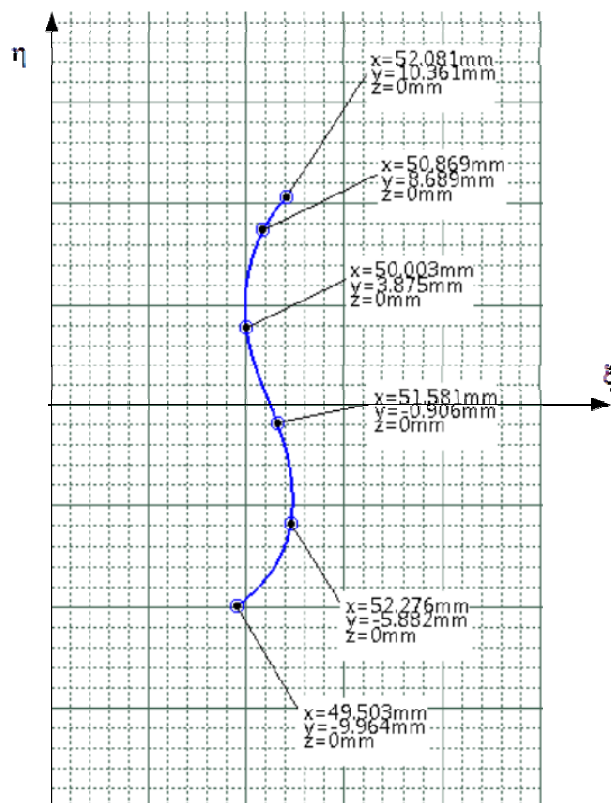 η
x=52.081mm
y=10.361mm
z=0mm
x=50.869mm
y=8.689mm
z=0mm
x=50.003mm
y=3.875mm
z=0mm
ξ
x=51.581mm
y=-0.906mm
z=0mm
x=52.276mm
y=-5.882mm
z=0mm
x=49.503mm
y=-9.964mm
z=0mm